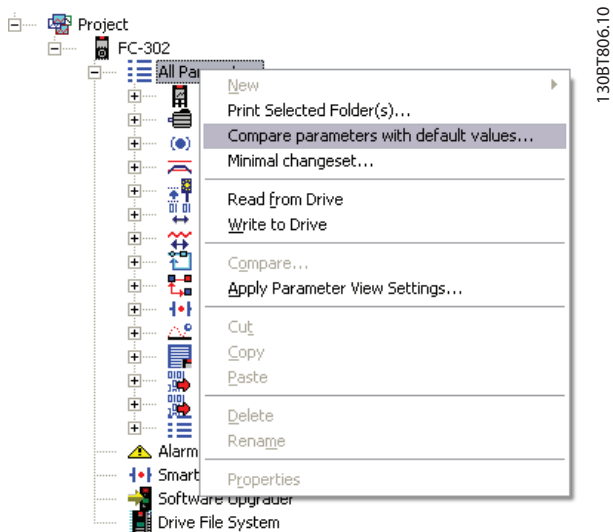 Project
FC-302
All Pa
New
Print Selected Folder(s)...
Compare parameters with default values...
Minimal changeset...
Read from Drive
Write to Drive
Compare...
Apply Parameter View Settings...
Cut
Copy
Paste
Delete
Rename
Properties
Alarm
Smart
Software Upgrader
Drive File System
130BT806.10